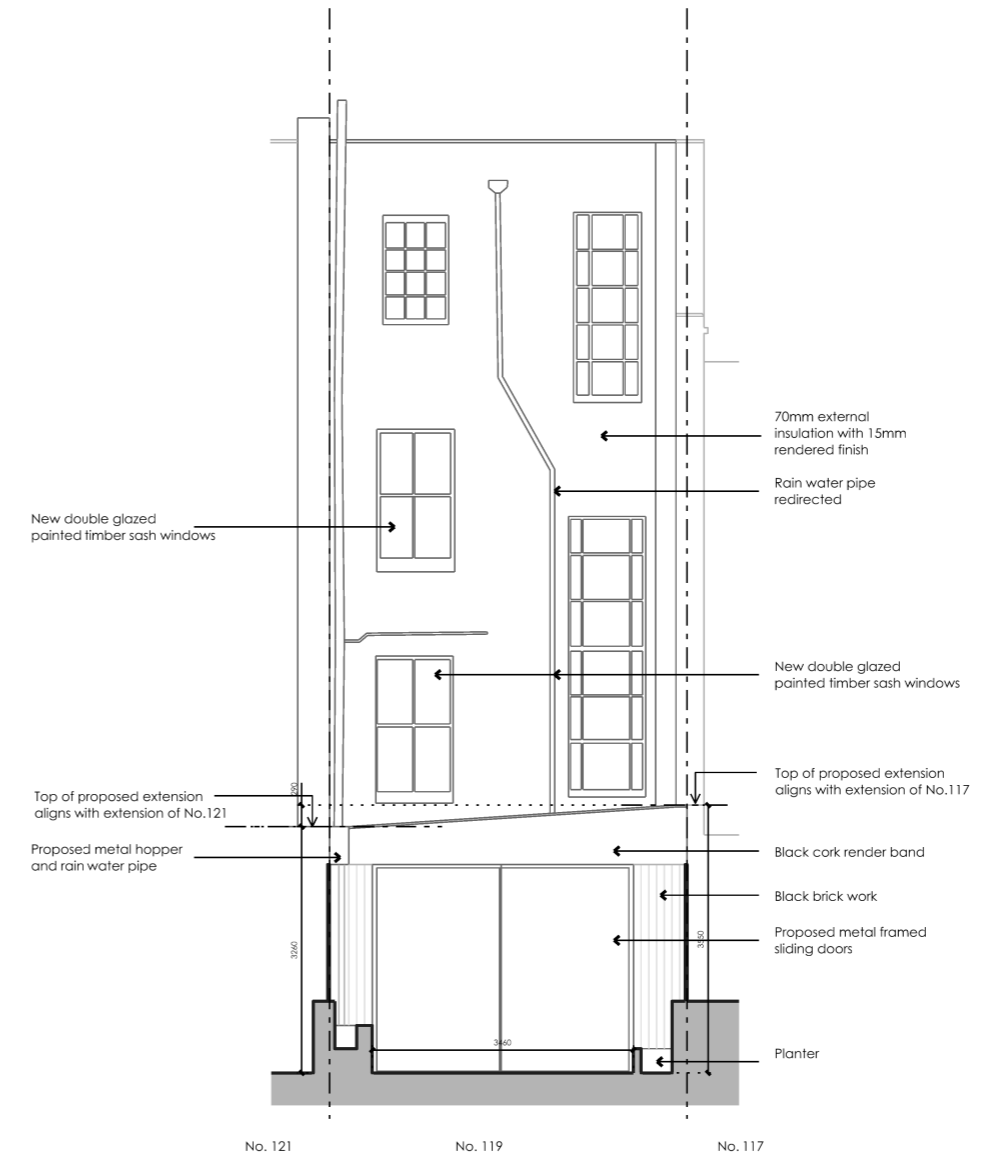 70mm external
insulation with 15mm
rendered finish
Rain water pipe
redirected
New double glazed
painted timber sash windows
New double glazed
painted timber sash windows
290
Top of proposed extension
aligns with extension of No.117
Top of proposed extension
aligns with extension of No.121
Proposed metal hopper
and rain water pipe
Black cork render band
Black brick work
Proposed metal framed
sliding doors
3260
3550
3460
Planter
No. 121
No. 119
No. 117